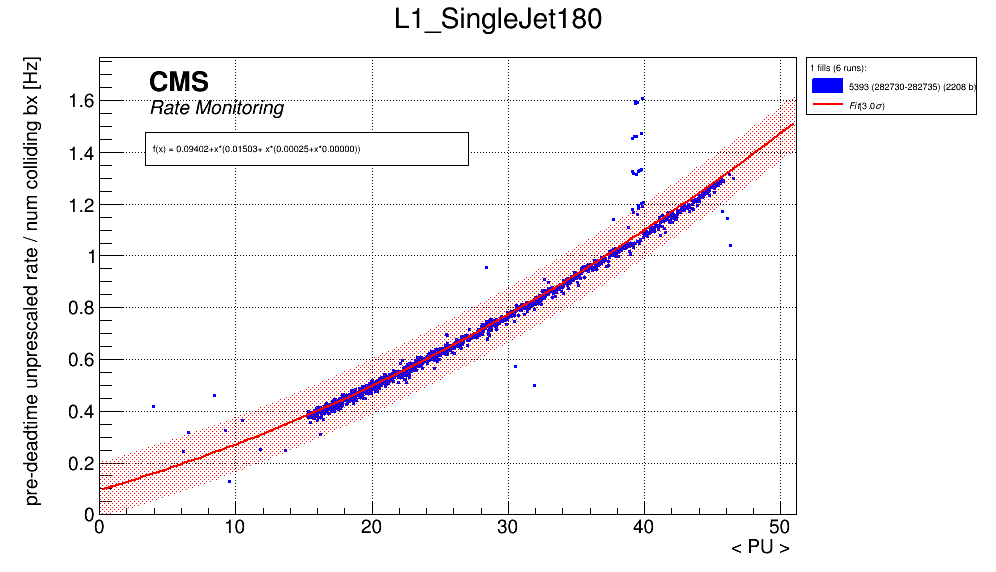 L1_SingleJet180
pre-deadtime unprescaled rate / num colliding bx [Hz]
CMS
Rate Monitoring
f(x) = 0.09402+x*(0.01503+ x*(0.00025+x*0.00000))
1.6
1.4
1.2
1
0.8
0.6
0.4
0.2
0
0 10 20 30 40 50
< PU >
1 fills (6 runs):
5393 (282730-282735) (2208 b)
Fit(3.0σ)